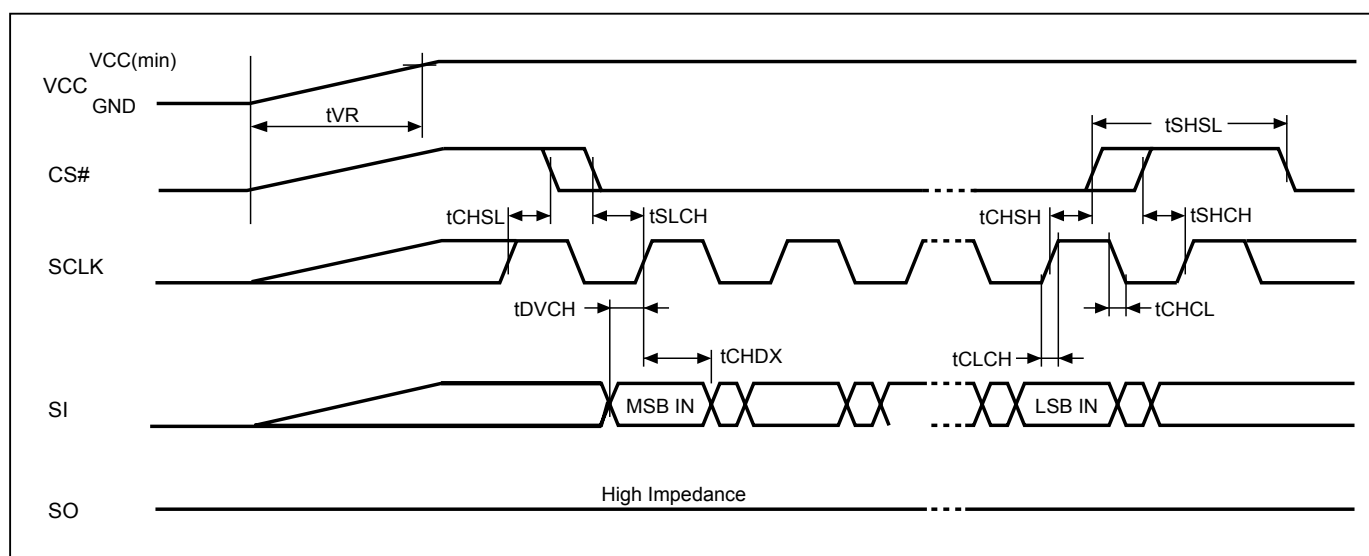 VCC(min)
VCC
GND
tVR
tSHSL
CS#
tCHSL
tSLCH
tCHSH
tSHCH
SCLK
tDVCH
tCHCL
tCHDX
tCLCH
SI
MSB IN
LSB IN
High Impedance
SO